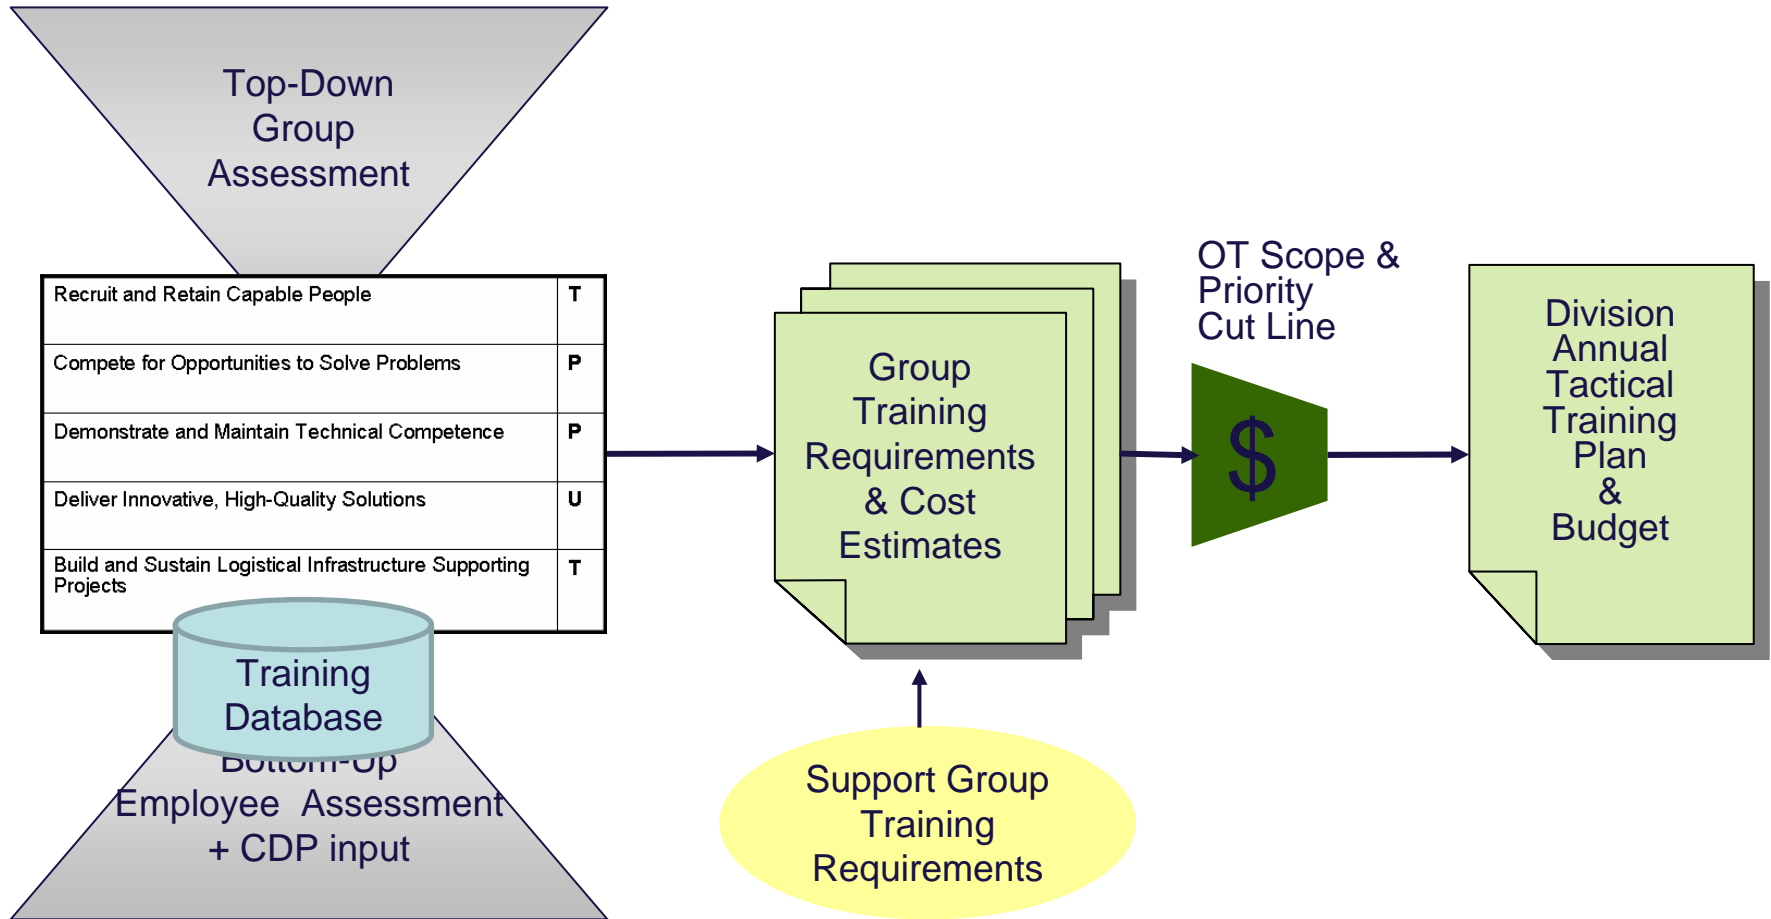 Top-Down
Group
Assessment
Recruit and Retain Capable People T
Compete for Opportunities to Solve Problems P
Demonstrate and Maintain Technical Competence P
Deliver Innovative, High-Quality Solutions U
Build and Sustain Logistical Infrastructure Supporting T
Projects
Training
Database
Bottom-Up
Employee Assessment
+ CDP input
Group
Training
Requirements
& Cost
Estimates
Support Group
Training
Requirements
OT Scope &
Priority
Cut Line
$
Division
Annual
Tactical
Training
Plan
&
Budget